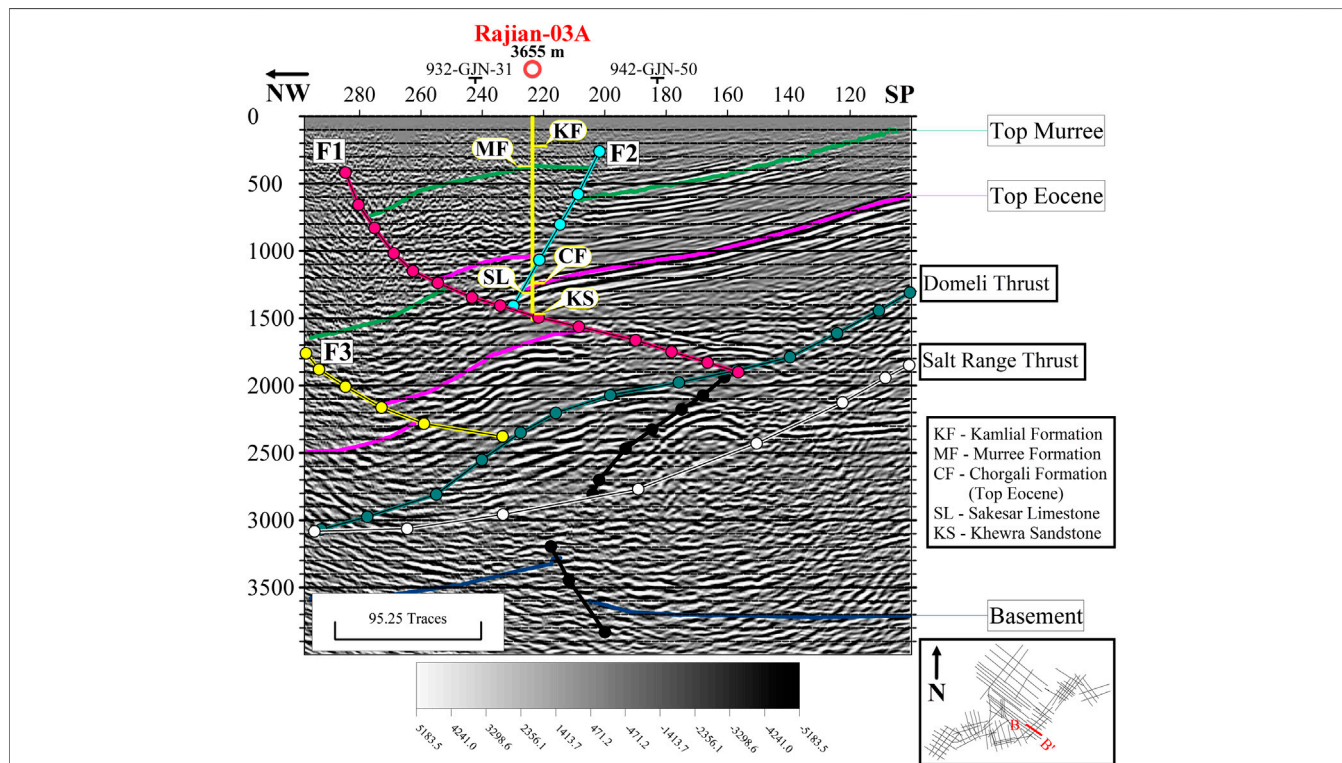 Rajian-03A
3655 m
932-GJN-31
942-GJN-50
NW 280 260 240 220 200 180 160 140 120 SP
0
500
1000
1500
2000
2500
3000
3500
F1
MF
KF
F2
SL
CF
KS
F3
Top Murree
Top Eocene
Domeli Thrust
Salt Range Thrust
KF - Kamlial Formation
MF - Murree Formation
CF - Chorgali Formation
(Top Eocene)
SL - Sakesar Limestone
KS - Khewra Sandstone
Basement
95.25 Traces
5183.5 4241.0 3298.6 2356.1 1413.7 471.2 -471.2 -1413.7 -2356.1 -3298.6 -4241.0 -5183.5
N
B
B'